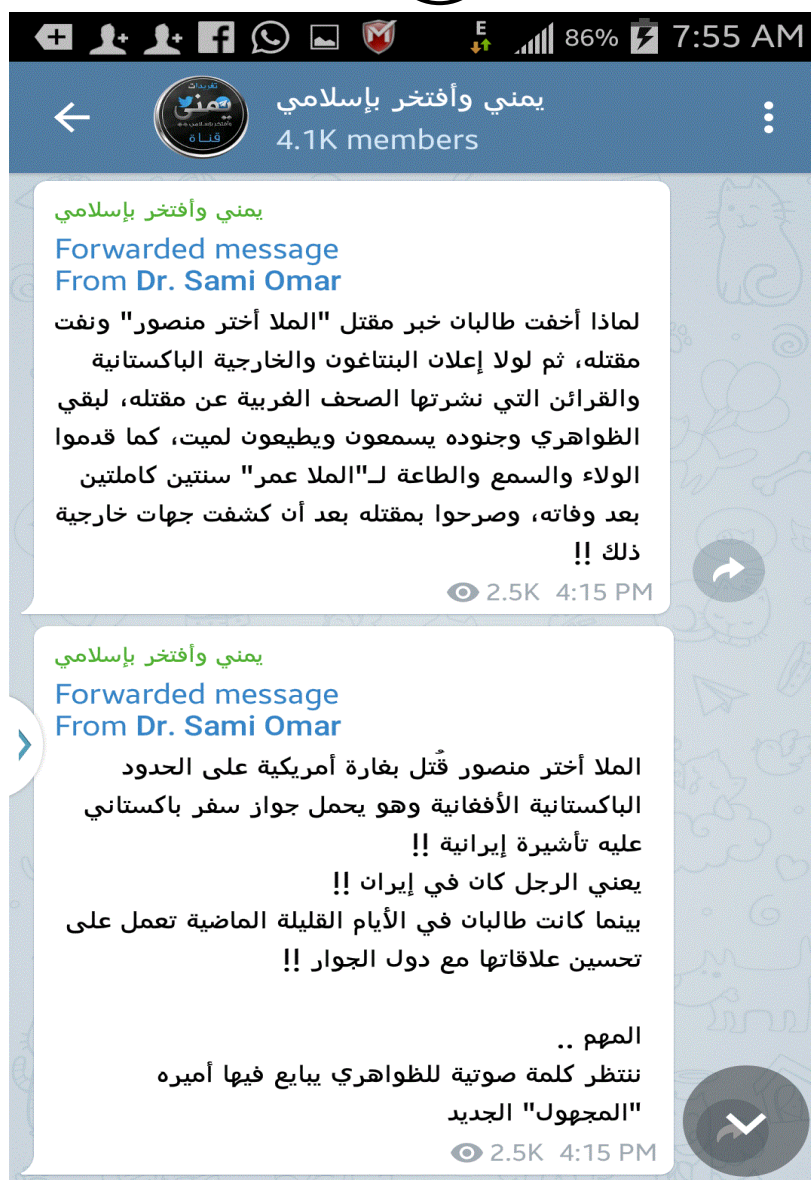 E 86% 7:55 AM
يمني وأفتخر بإسلامي
4.1K members
تغريدات
يمني
قناة
يمني وأفتخر بإسلامي
Forwarded message
From Dr. Sami Omar
لماذا أخفت طالبان خبر مقتل "الملا أختر منصور" ونفت
مقتله، ثم لولا إعلان البنتاغون والخارجية الباكستانية
والقرائن التي نشرتها الصحف الغربية عن مقتله، لبقي
الظواهري وجنوده يسمعون ويطيعون لميت، كما قدموا
الولاء والسمع والطاعة لـ"الملا عمر" سنتين كاملتين
بعد وفاته، وصرحوا بمقتله بعد أن كشفت جهات خارجية
ذلك !!
2.5K 4:15 PM
يمني وأفتخر بإسلامي
Forwarded message
From Dr. Sami Omar
الملا أختر منصور قُتل بغارة أمريكية على الحدود
الباكستانية الأفغانية وهو يحمل جواز سفر باكستاني
عليه تأشيرة إيرانية !!
يعني الرجل كان في إيران !!
بينما كانت طالبان في الأيام القليلة الماضية تعمل على
تحسين علاقاتها مع دول الجوار !!
المهم ..
ننتظر كلمة صوتية للظواهري يبايع فيها أميره
"المجهول" الجديد
2.5K 4:15 PM